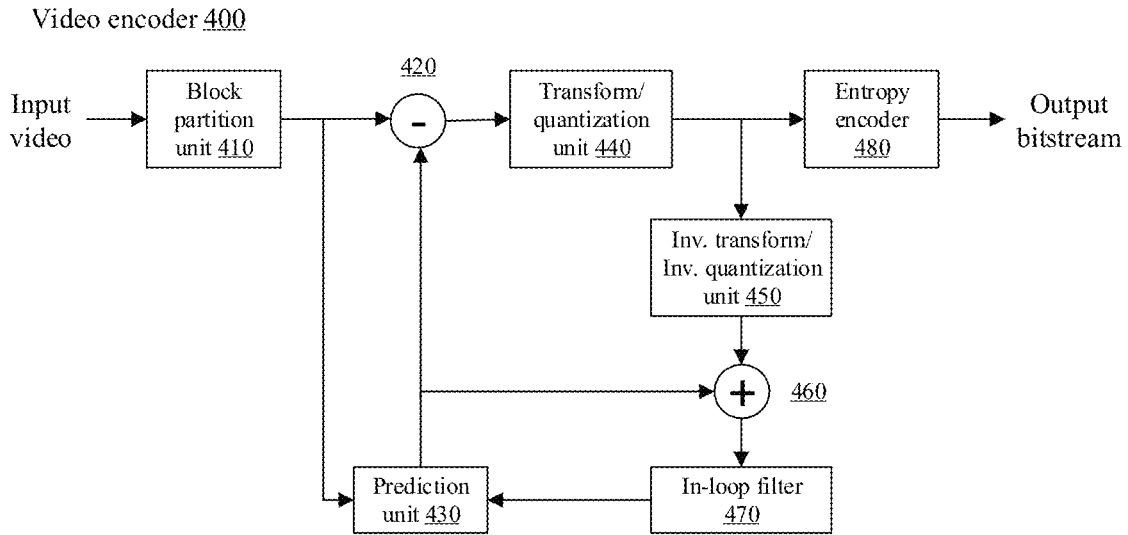 Video encoder 400
420
Input
video
Block
partition
unit 410
-
Transform/
quantization
unit 440
Entropy
encoder
480
Output
bitstream
Inv. transform/
Inv. quantization
unit 450
+
460
Prediction
unit 430
In-loop filter
470